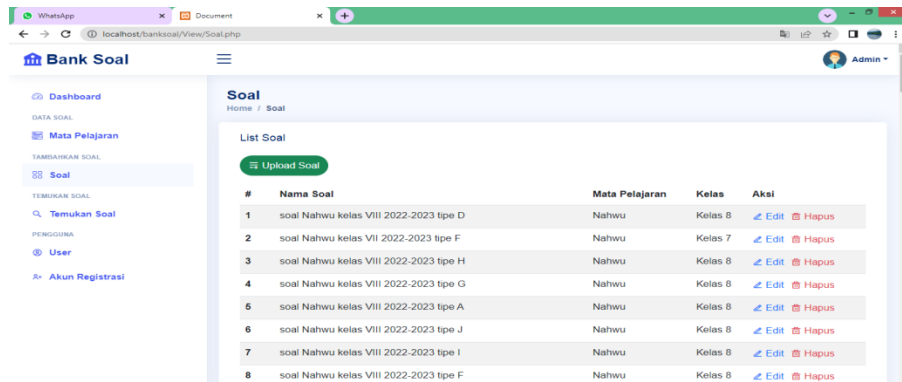 WhatsApp
Document
localhost/banksoal/View/Soal.php
Bank Soal
Admin
Dashboard
DATA SOAL
Mata Pelajaran
TAMBAHKAN SOAL
Soal
TEMUKAN SOAL
Temukan Soal
PENGGUNA
User
Akun Registrasi
Soal
Home / Soal
List Soal
Upload Soal
# Nama Soal Mata Pelajaran Kelas Aksi
1 soal Nahwu kelas VIII 2022-2023 tipe D Nahwu Kelas 8 Edit Hapus
2 soal Nahwu kelas VII 2022-2023 tipe F Nahwu Kelas 7 Edit Hapus
3 soal Nahwu kelas VIII 2022-2023 tipe H Nahwu Kelas 8 Edit Hapus
4 soal Nahwu kelas VIII 2022-2023 tipe G Nahwu Kelas 8 Edit Hapus
5 soal Nahwu kelas VIII 2022-2023 tipe A Nahwu Kelas 8 Edit Hapus
6 soal Nahwu kelas VIII 2022-2023 tipe J Nahwu Kelas 8 Edit Hapus
7 soal Nahwu kelas VIII 2022-2023 tipe I Nahwu Kelas 8 Edit Hapus
8 soal Nahwu kelas VIII 2022-2023 tipe F Nahwu Kelas 8 Edit Hapus